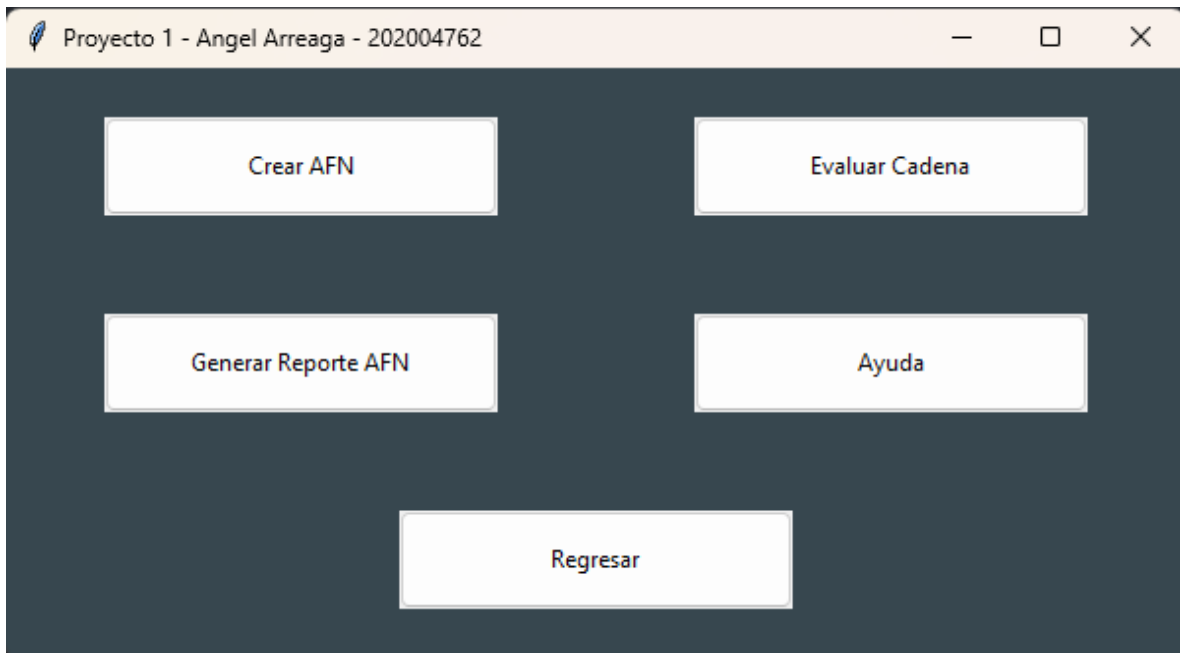 Proyecto 1 - Angel Arreaga - 202004762
Crear AFN
Evaluar Cadena
Generar Reporte AFN
Ayuda
Regresar